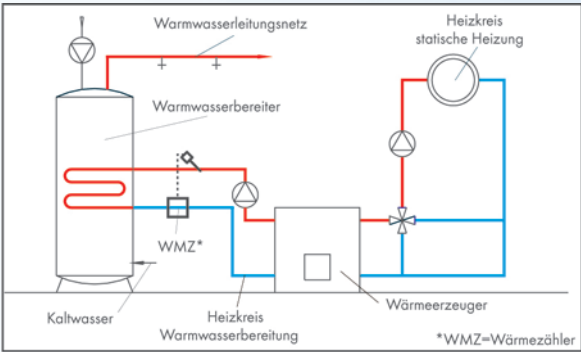 Warmwasserleitungsnetz
Heizkreis
statische Heizung
Warmwasserbereiter
WMZ*
Kaltwasser
Heizkreis
Warmwasserbereitung
Wärmeerzeuger
*WMZ=Wärmezähler